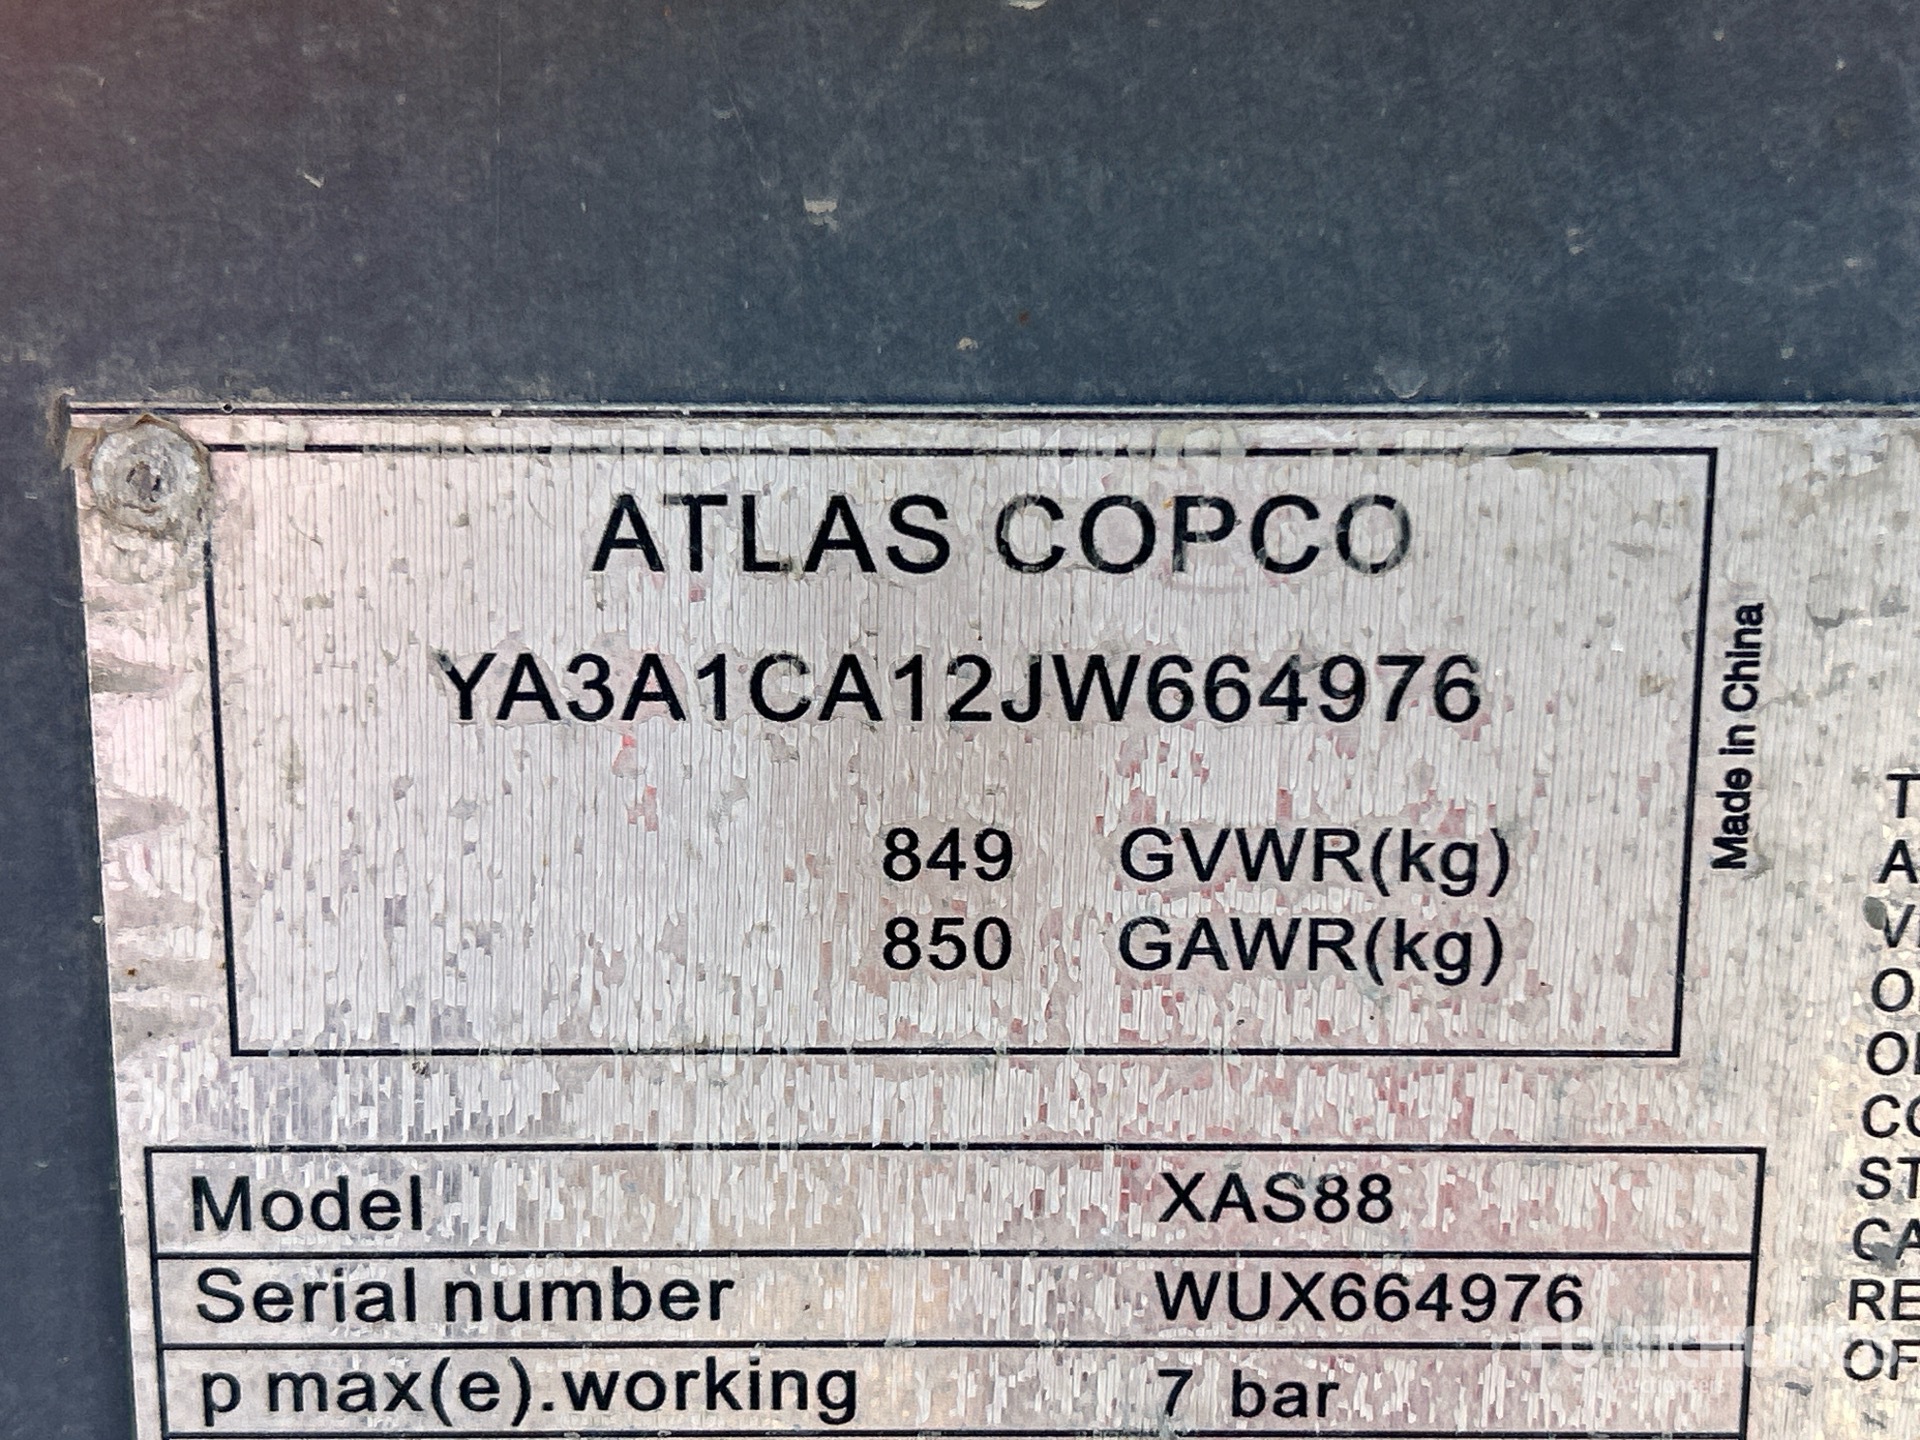 ATLAS COPCO
YA3A1CA12JW664976
849 GVWR(kg)
850 GAWR(kg)
Made in China
Model XAS88
Serial number WUX664976
p max(e).working 7 bar